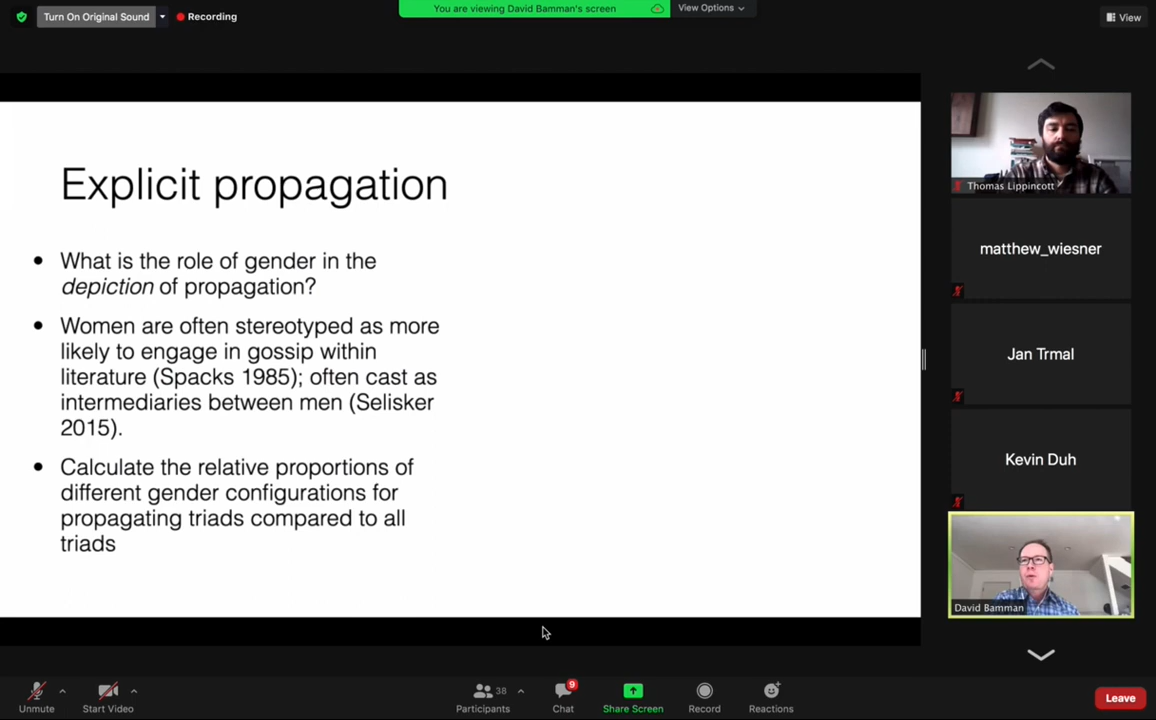 Turn On Original Sound
Recording
You are viewing David Bamman's screen
View Options
View
Explicit propagation
• What is the role of gender in the
depiction of propagation?
• Women are often stereotyped as more
likely to engage in gossip within
literature (Spacks 1985); often cast as
intermediaries between men (Selisker
2015).
• Calculate the relative proportions of
different gender configurations for
propagating triads compared to all
triads
Thomas Lippincott
matthew_wiesner
Jan Trmal
Kevin Duh
David Bamman
Unmute
Start Video
38
Participants
9
Chat
Share Screen
Record
Reactions
Leave